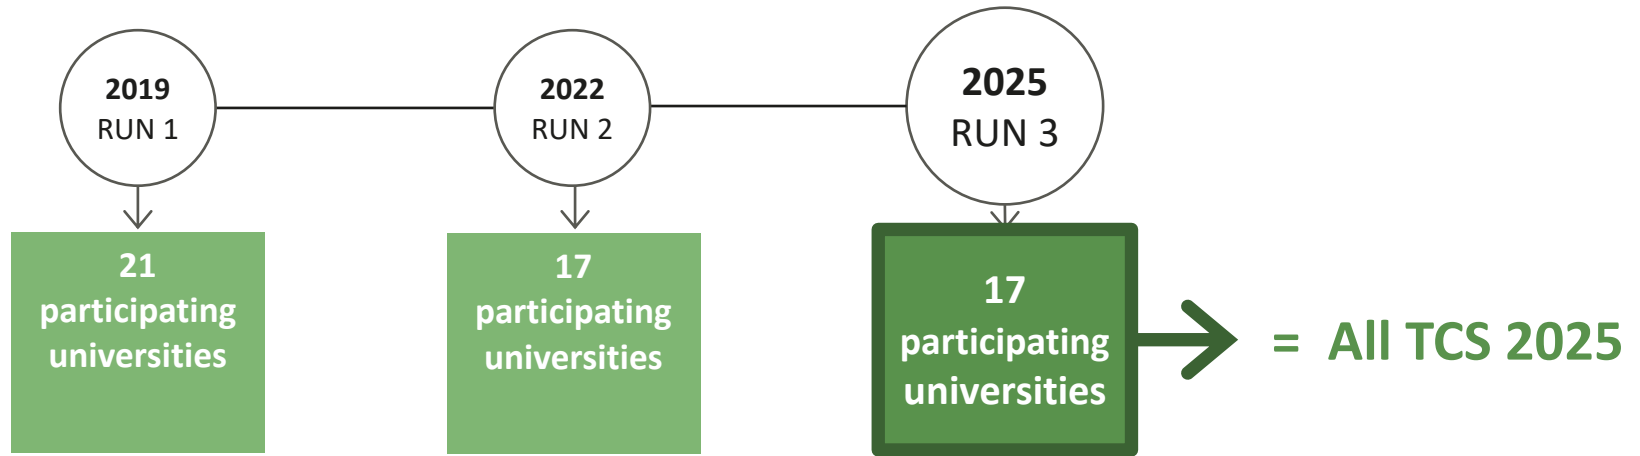 2019
RUN 1
2022
RUN 2
2025
RUN 3
21
participating
universities
17
participating
universities
17
participating
universities
= All TCS 2025